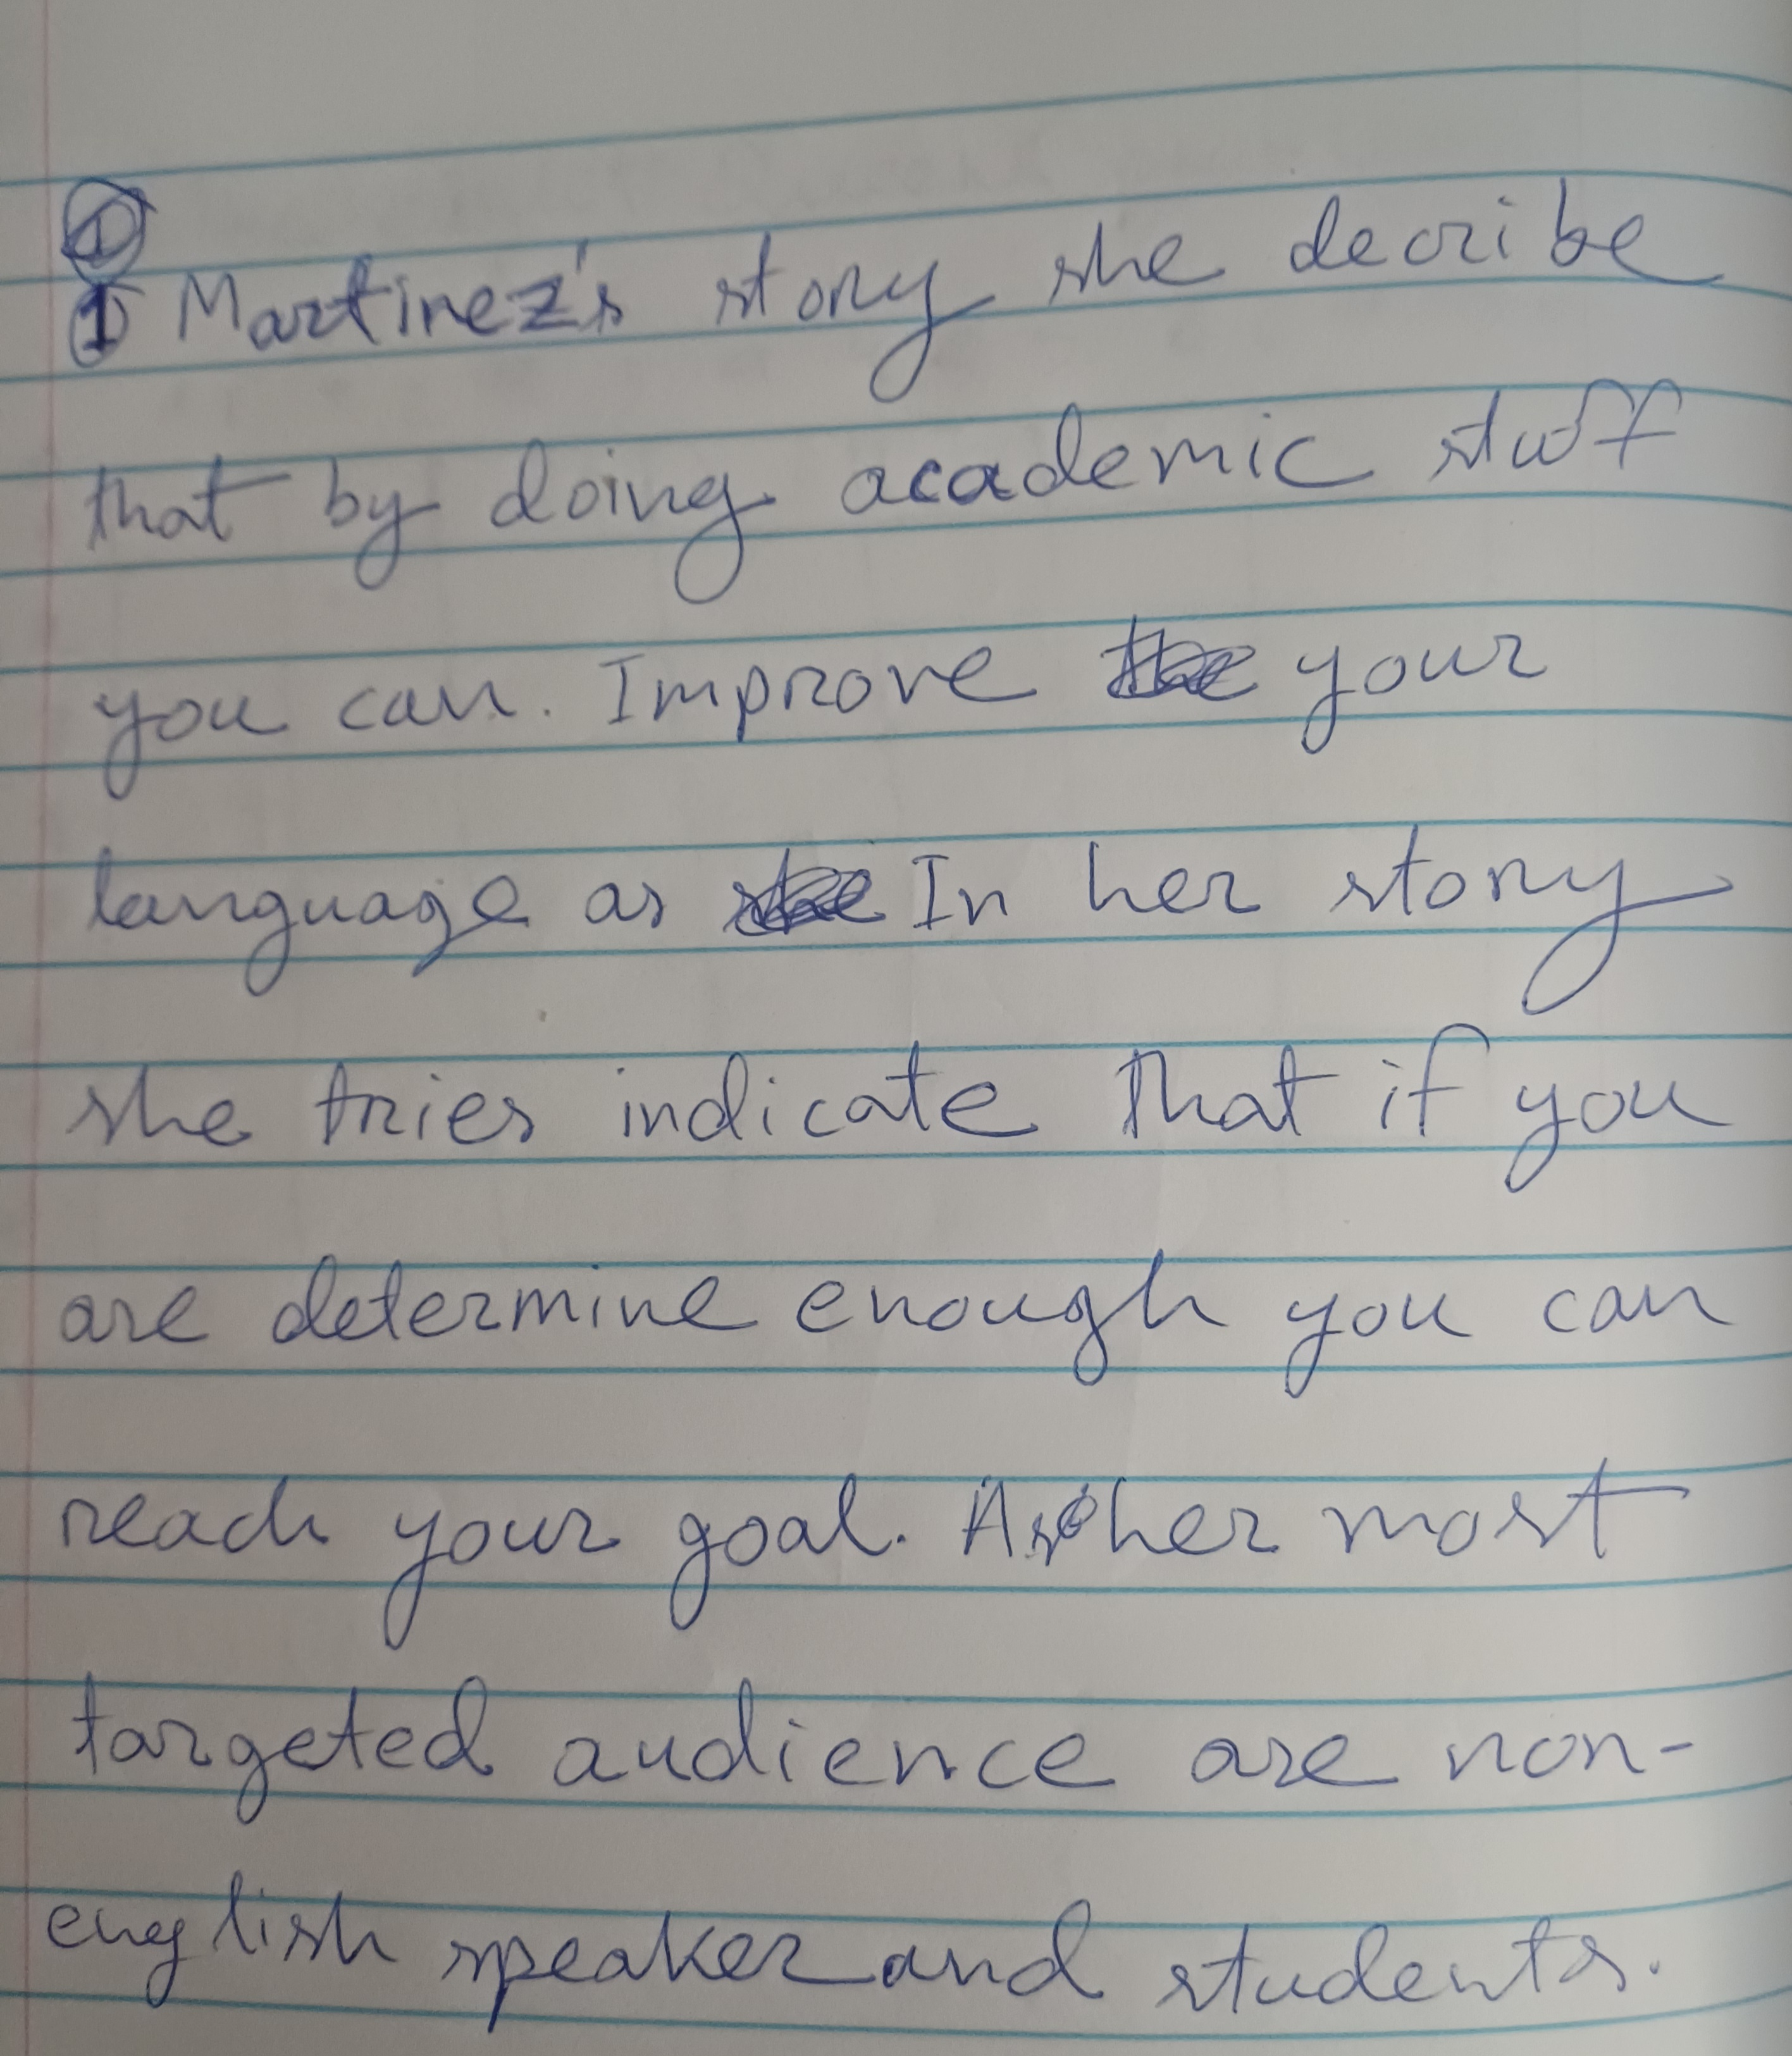 ① Martinez's story she decribe
that by doing academic stuff
you can. Improve your
language as In her story
she tries indicate that if you
are determine enough you can
reach your goal. As her most
targeted audience are non-
english speaker and students.